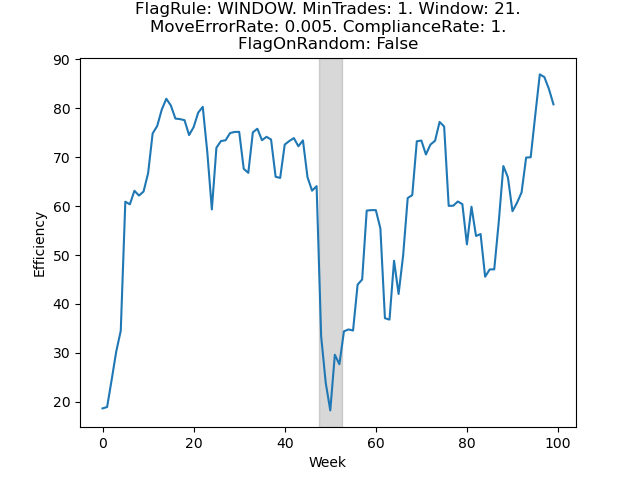 FlagRule: WINDOW. MinTrades: 1. Window: 21.
MoveErrorRate: 0.005. ComplianceRate: 1.
FlagOnRandom: False
90
80
70
60
50
40
30
20
Efficiency
0 20 40 60 80 100
Week